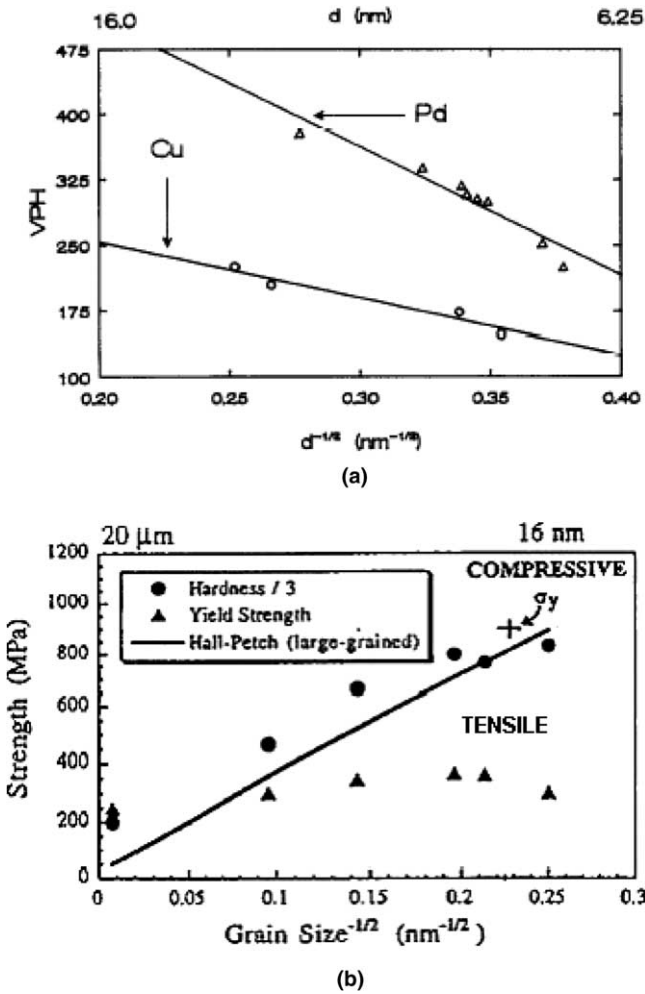 16.0 d (nm) 6.25
475
400
325
250
175
100
VPH
Pd
Cu
0.20 0.25 0.30 0.35 0.40
d⁻¹/² (nm⁻¹/²)
(a)
20 μm 16 nm
1200
1000
800
600
400
200
0
Strength (MPa)
COMPRESSIVE
Hardness / 3
Yield Strength
Hall-Petch (large-grained)
σy
TENSILE
0 0.05 0.1 0.15 0.2 0.25 0.3
Grain Size⁻¹/² (nm⁻¹/²)
(b)